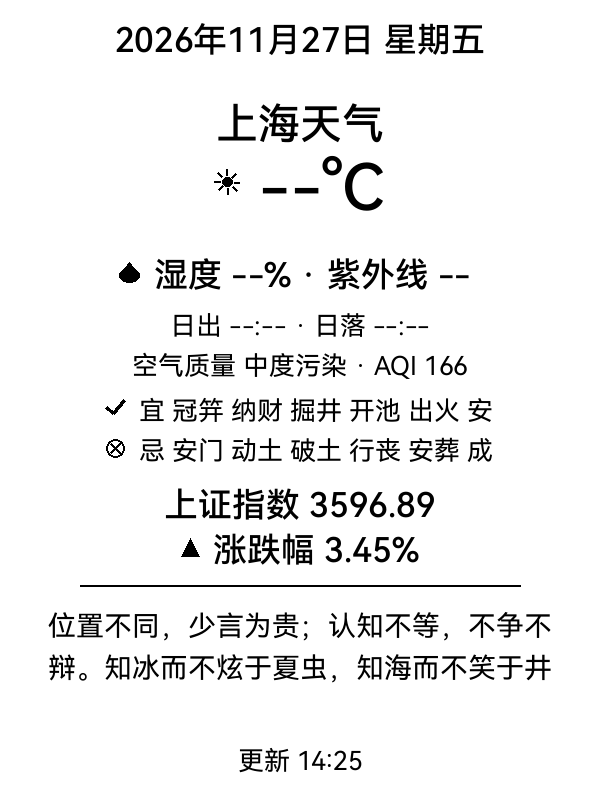 2026年11月27日 星期五
上海天气
--°C
湿度 --% · 紫外线 --
日出 --:-- · 日落 --:--
空气质量 中度污染 · AQI 166
宜 冠笄 纳财 掘井 开池 出火 安
忌 安门 动土 破土 行丧 安葬 成
上证指数 3596.89
▲ 涨跌幅 3.45%
位置不同，少言为贵；认知不等，不争不
辩。知冰而不炫于夏虫，知海而不笑于井
更新 14:25